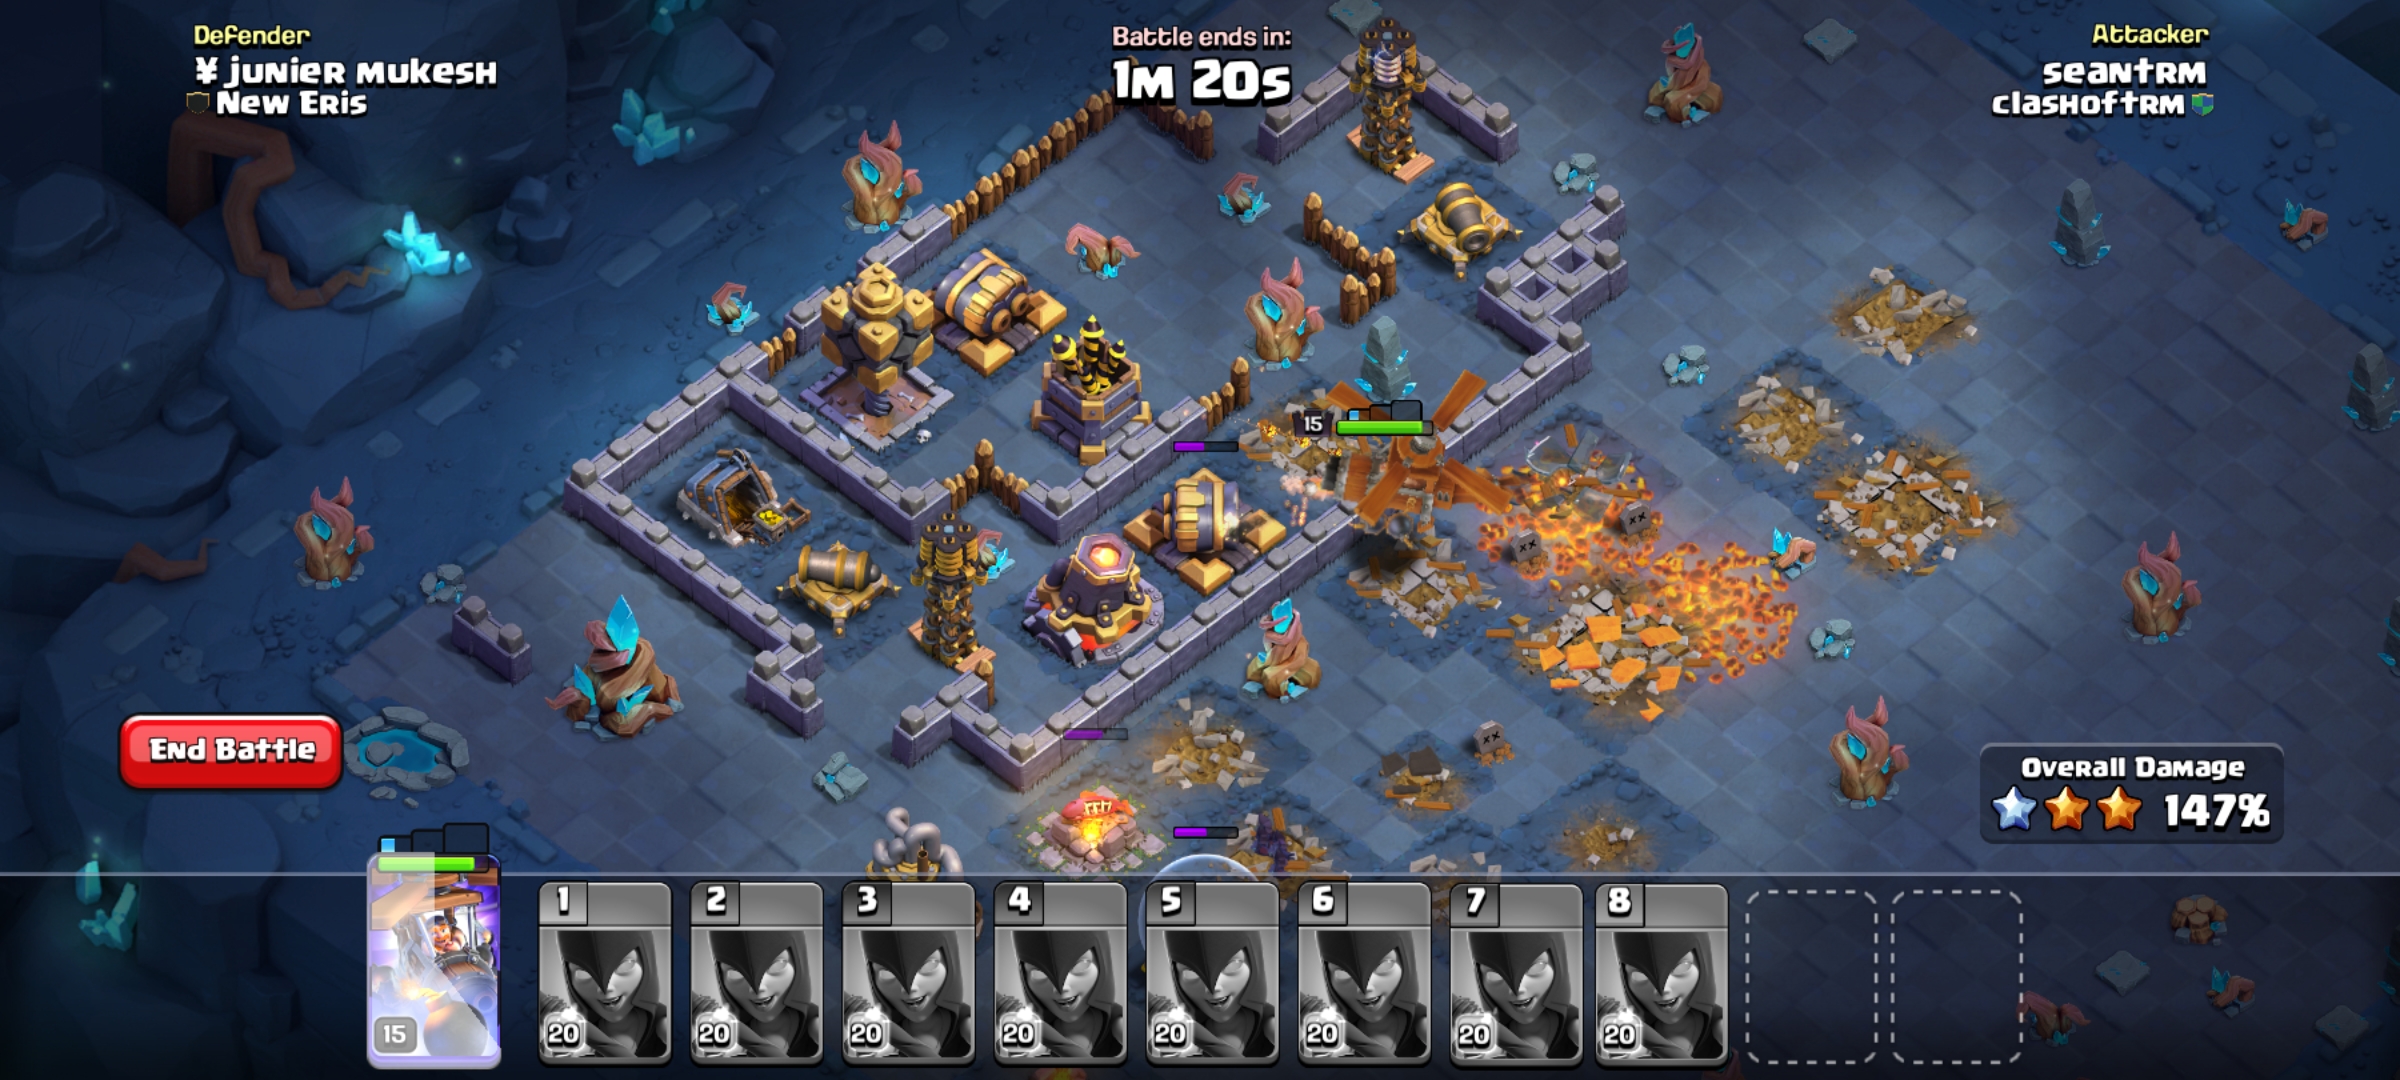 Defender
¥ junier mukesh
New Eris
Battle ends in:
1m 20s
Attacker
seantrm
clashoftrm
15
End Battle
Overall Damage
147%
1
2
3
4
5
6
7
8
15
20
20
20
20
20
20
20
20